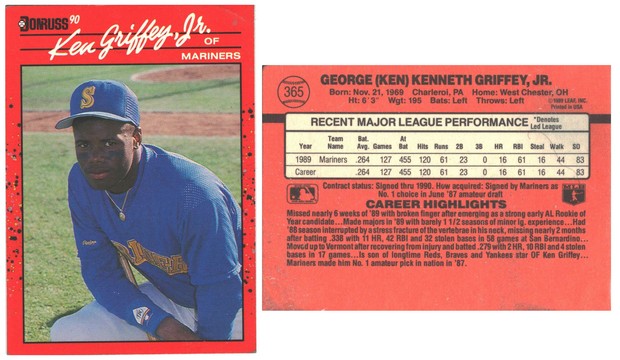 DONRUSS '90
Ken Griffey, Jr.
OF
MARINERS
S
365
GEORGE (KEN) KENNETH GRIFFEY, JR.
Born: Nov. 21, 1969 Charleroi, PA Home: West Chester, OH
Ht: 6'3" Wgt: 195 Bats: Left Throws: Left
©1989 LEAF, INC.
Printed in USA
RECENT MAJOR LEAGUE PERFORMANCE *Denotes Led League
Year Team Name Bat. Avg. Games At Bat Hits Runs 2B 3B HR RBI Steal Walk SO
1989 Mariners .264 127 455 120 61 23 0 16 61 16 44 83
Career .264 127 455 120 61 23 0 16 61 16 44 83
Contract status: Signed thru 1990. How acquired: Signed by Mariners as
No. 1 choice in June '87 amateur draft
CAREER HIGHLIGHTS
Missed nearly 6 weeks of '89 with broken finger after emerging as a strong early AL Rookie of
Year candidate...Made majors in '89 with barely 1 1/2 seasons of minor lg. experience...Had
'88 season interrupted by a stress fracture of the vertebrae in his neck, missing nearly 2 months
after batting .338 with 11 HR, 42 RBI and 32 stolen bases in 58 games at San Bernardino...
Moved up to Vermont after recovering from injury and batted .279 with 2 HR, 10 RBI and 4 stolen
bases in 17 games...Is son of longtime Reds, Braves and Yankees star OF Ken Griffey...
Mariners made him No. 1 amateur pick in nation in '87.